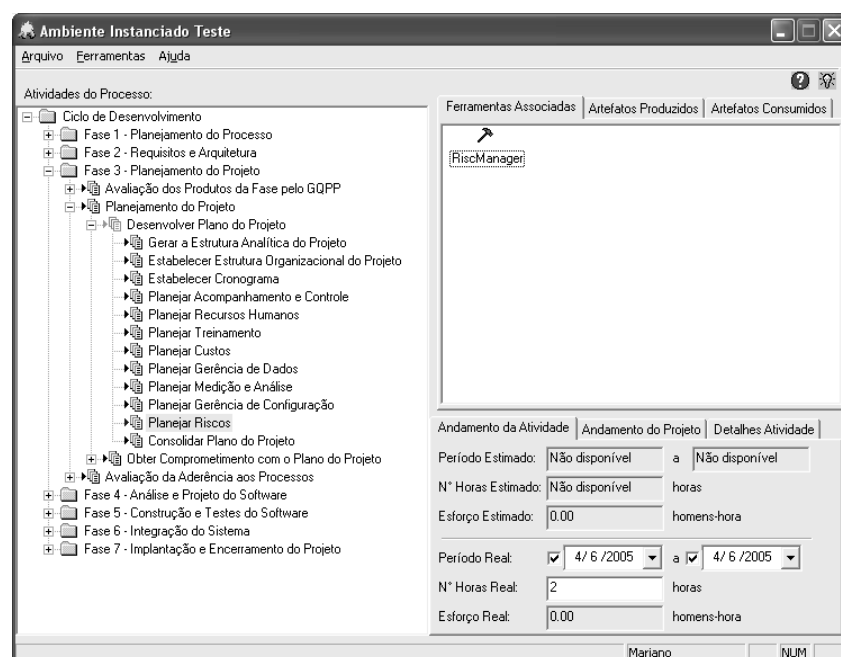 Ambiente Instanciado Teste
Arquivo Ferramentas Ajuda
Atividades do Processo:
Ciclo de Desenvolvimento
Fase 1 - Planejamento do Processo
Fase 2 - Requisitos e Arquitetura
Fase 3 - Planejamento do Projeto
Avaliação dos Produtos da Fase pelo GQPP
Planejamento do Projeto
Desenvolver Plano do Projeto
Gerar a Estrutura Analítica do Projeto
Estabelecer Estrutura Organizacional do Projeto
Estabelecer Cronograma
Planejar Acompanhamento e Controle
Planejar Recursos Humanos
Planejar Treinamento
Planejar Custos
Planejar Gerência de Dados
Planejar Medição e Análise
Planejar Gerência de Configuração
Planejar Riscos
Consolidar Plano do Projeto
Obter Comprometimento com o Plano do Projeto
Avaliação da Aderência aos Processos
Fase 4 - Análise e Projeto do Software
Fase 5 - Construção e Testes do Software
Fase 6 - Integração do Sistema
Fase 7 - Implantação e Encerramento do Projeto
Ferramentas Associadas Artefatos Produzidos Artefatos Consumidos
RiscManager
Andamento da Atividade Andamento do Projeto Detalhes Atividade
Período Estimado: Não disponível a Não disponível
N° Horas Estimado: Não disponível horas
Esforço Estimado: 0.00 homens-hora
Período Real: 4/ 6 /2005 a 4/ 6 /2005
N° Horas Real: 2 horas
Esforço Real: 0.00 homens-hora
Mariano NUM